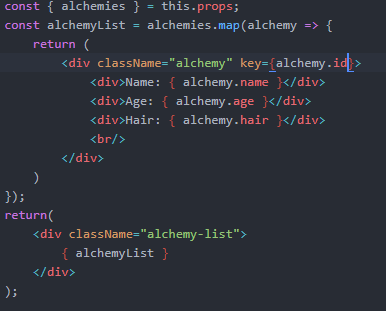 const { alchemies } = this.props;
const alchemyList = alchemies.map(alchemy => {
    return (
        <div className="alchemy" key={alchemy.id}>
            <div>Name: { alchemy.name }</div>
            <div>Age: { alchemy.age }</div>
            <div>Hair: { alchemy.hair }</div>
            <br/>
        </div>
    )
});
return(
    <div className="alchemy-list">
        { alchemyList }
    </div>
);